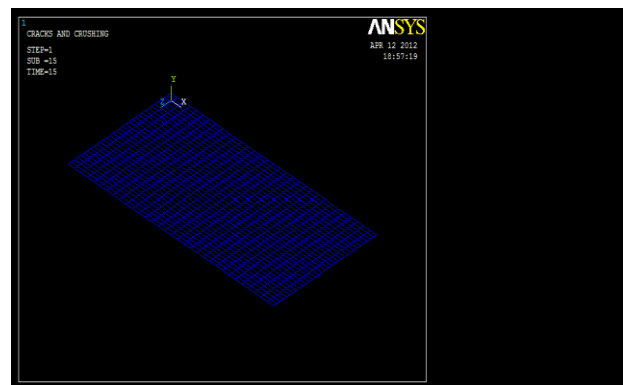 1
CRACKS AND CRUSHING
STEP=1
SUB =15
TIME=15
ANSYS
APR 12 2012
18:57:19
Y
Z
X